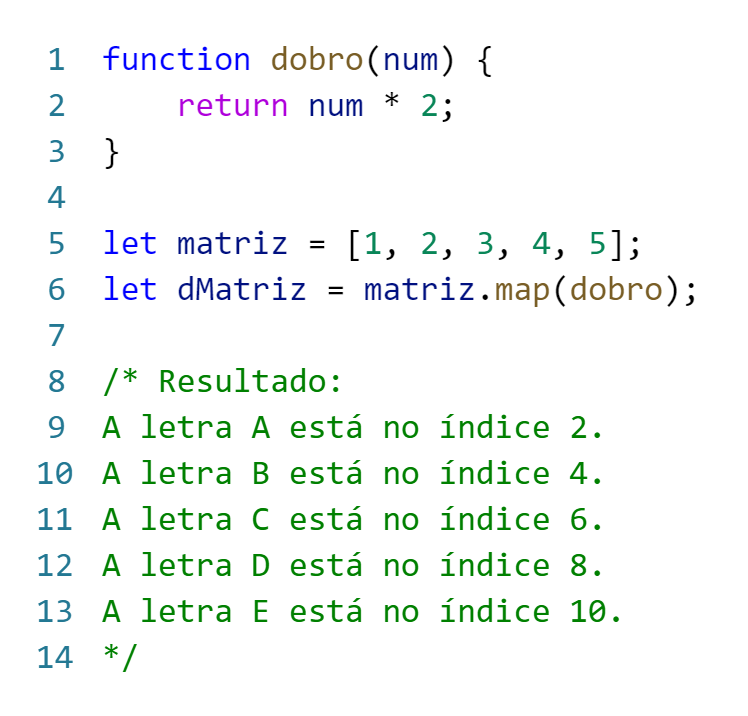 1 function dobro(num) {
2     return num * 2;
3 }
4
5 let matriz = [1, 2, 3, 4, 5];
6 let dMatriz = matriz.map(dobro);
7
8 /* Resultado:
9 A letra A está no índice 2.
10 A letra B está no índice 4.
11 A letra C está no índice 6.
12 A letra D está no índice 8.
13 A letra E está no índice 10.
14 */